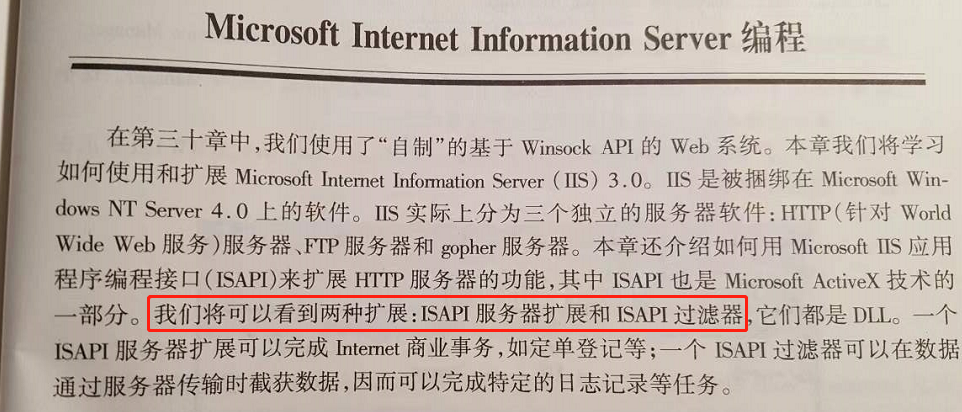 Microsoft Internet Information Server 编程
在第三十章中,我们使用了“自制”的基于 Winsock API 的 Web 系统。本章我们将学习
如何使用和扩展 Microsoft Internet Information Server (IIS) 3.0。IIS 是被捆绑在 Microsoft Win-
dows NT Server 4.0 上的软件。IIS 实际上分为三个独立的服务器软件:HTTP(针对 World
Wide Web 服务)服务器、FTP 服务器和 gopher 服务器。本章还介绍如何用 Microsoft IIS 应用
程序编程接口(ISAPI)来扩展 HTTP 服务器的功能,其中 ISAPI 也是 Microsoft ActiveX 技术的
一部分。我们将可以看到两种扩展:ISAPI 服务器扩展和 ISAPI 过滤器,它们都是 DLL。一个
ISAPI 服务器扩展可以完成 Internet 商业事务,如定单登记等;一个 ISAPI 过滤器可以在数据
通过服务器传输时截获数据,因而可以完成特定的日志记录等任务。